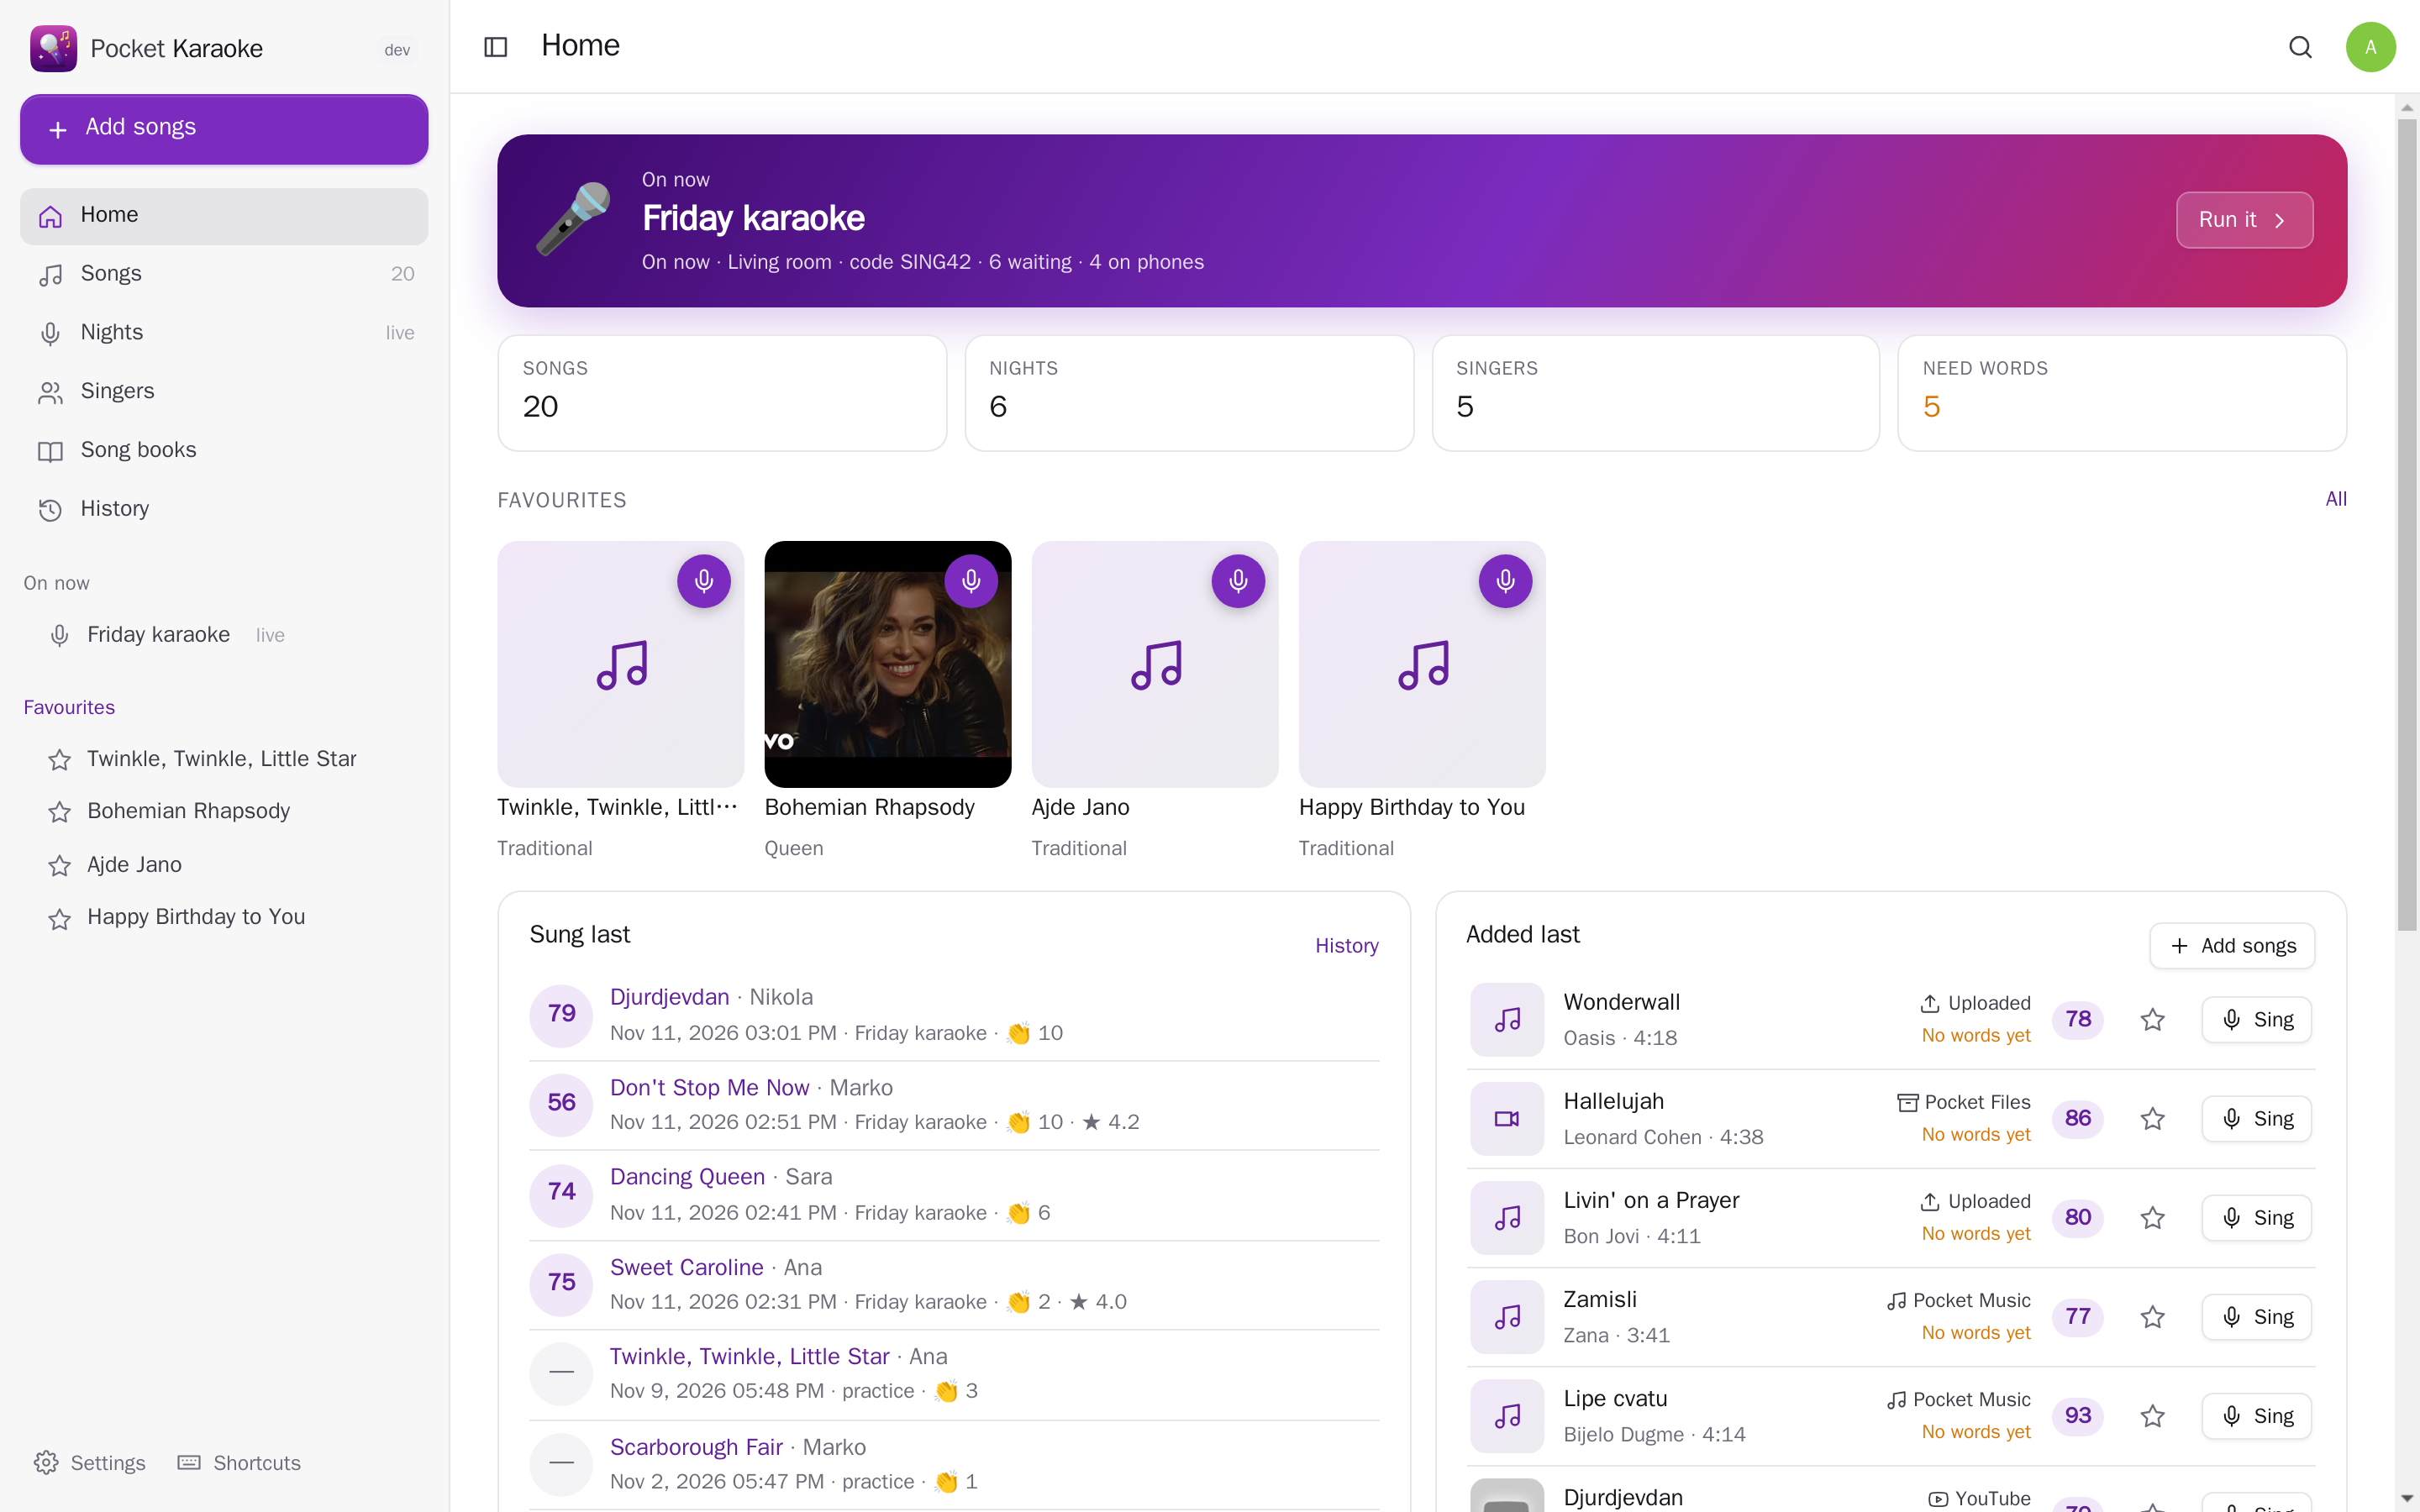 Pocket Karaoke
dev
Add songs
Home
Songs 20
Nights live
Singers
Song books
History
On now
Friday karaoke live
Favourites
Twinkle, Twinkle, Little Star
Bohemian Rhapsody
Ajde Jano
Happy Birthday to You
Settings
Shortcuts
Home
A
On now
Friday karaoke
On now · Living room · code SING42 · 6 waiting · 4 on phones
Run it
SONGS
20
NIGHTS
6
SINGERS
5
NEED WORDS
5
FAVOURITES
All
vo
Twinkle, Twinkle, Littl···
Traditional
Bohemian Rhapsody
Queen
Ajde Jano
Traditional
Happy Birthday to You
Traditional
Sung last
History
79
Djurdjevdan · Nikola
Nov 11, 2026 03:01 PM · Friday karaoke · 👏 10
56
Don't Stop Me Now · Marko
Nov 11, 2026 02:51 PM · Friday karaoke · 👏 10 · ★ 4.2
74
Dancing Queen · Sara
Nov 11, 2026 02:41 PM · Friday karaoke · 👏 6
75
Sweet Caroline · Ana
Nov 11, 2026 02:31 PM · Friday karaoke · 👏 2 · ★ 4.0
—
Twinkle, Twinkle, Little Star · Ana
Nov 9, 2026 05:48 PM · practice · 👏 3
—
Scarborough Fair · Marko
Nov 2, 2026 05:47 PM · practice · 👏 1
Added last
Add songs
Wonderwall
Oasis · 4:18
Uploaded
No words yet
78
Sing
Hallelujah
Leonard Cohen · 4:38
Pocket Files
No words yet
86
Sing
Livin' on a Prayer
Bon Jovi · 4:11
Uploaded
No words yet
80
Sing
Zamisli
Zana · 3:41
Pocket Music
No words yet
77
Sing
Lipe cvatu
Bijelo Dugme · 4:14
Pocket Music
No words yet
93
Sing
Djurdjevdan
YouTube